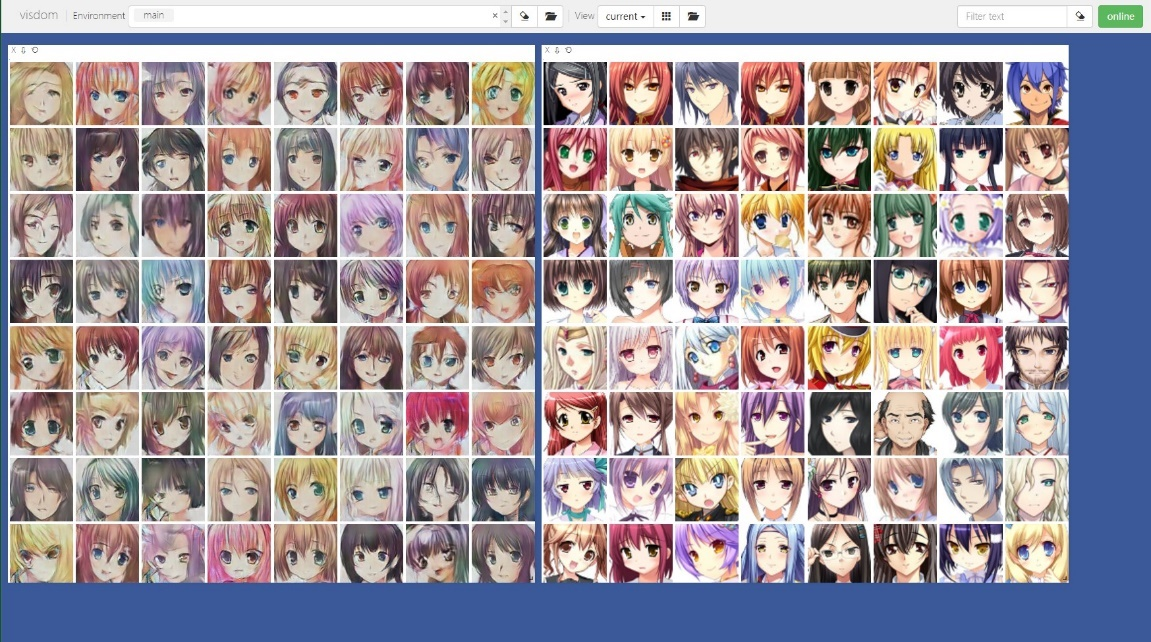 visdom Environment main × View current Filter text online
X
X